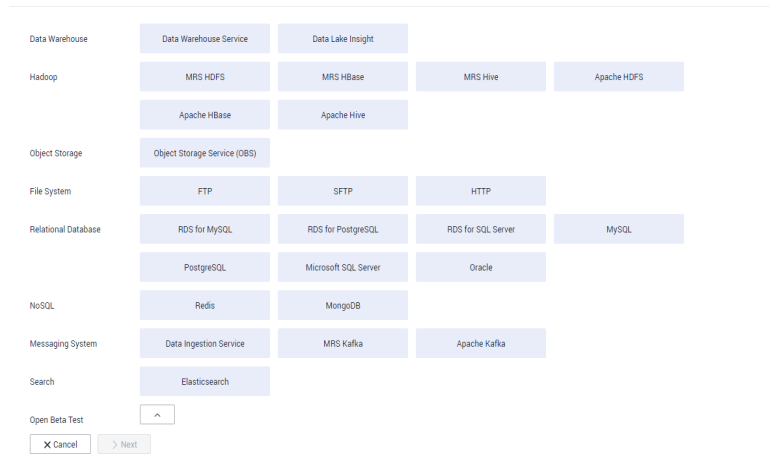 Data Warehouse Data Warehouse Service Data Lake Insight
Hadoop MRS HDFS MRS HBase MRS Hive Apache HDFS
Apache HBase Apache Hive
Object Storage Object Storage Service (OBS)
File System FTP SFTP HTTP
Relational Database RDS for MySQL RDS for PostgreSQL RDS for SQL Server MySQL
PostgreSQL Microsoft SQL Server Oracle
NoSQL Redis MongoDB
Messaging System Data Ingestion Service MRS Kafka Apache Kafka
Search Elasticsearch
Open Beta Test
Cancel Next